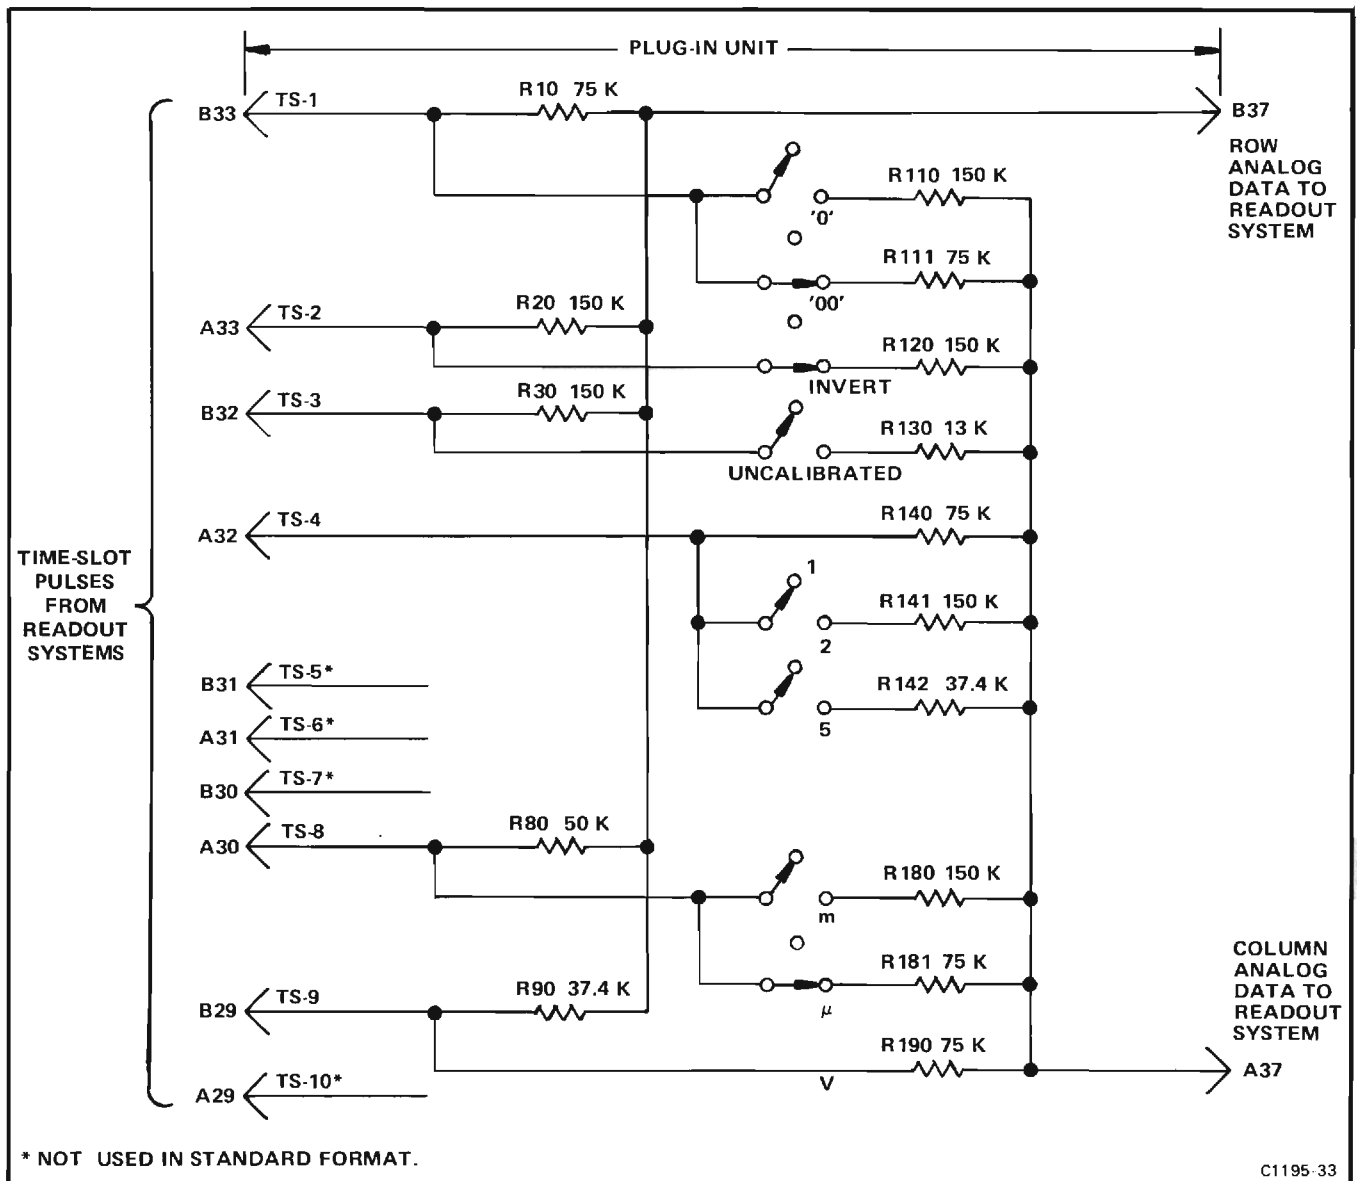 PLUG-IN UNIT
B33 TS-1 R10 75 K B37
ROW
ANALOG
DATA TO
READOUT
SYSTEM
R110 150 K
'0'
R111 75 K
'00'
A33 TS-2 R20 150 K
R120 150 K
INVERT
B32 TS-3 R30 150 K
R130 13 K
UNCALIBRATED
A32 TS-4 R140 75 K
TIME-SLOT
PULSES
FROM
READOUT
SYSTEMS
1
R141 150 K
2
B31 TS-5*
R142 37.4 K
5
A31 TS-6*
B30 TS-7*
A30 TS-8 R80 50 K
R180 150 K
m
R181 75 K
μ
B29 TS-9 R90 37.4 K
R190 75 K
V
COLUMN
ANALOG
DATA TO
READOUT
SYSTEM
A37
A29 TS-10*
* NOT USED IN STANDARD FORMAT.
C1195-33